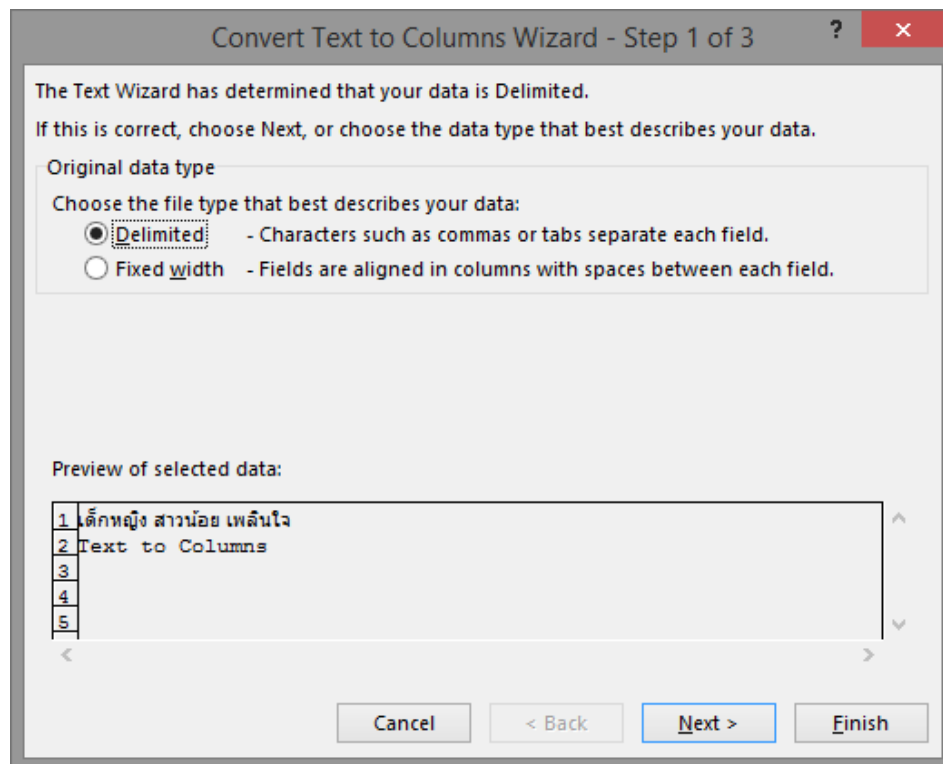 Convert Text to Columns Wizard - Step 1 of 3 ? ×
The Text Wizard has determined that your data is Delimited.
If this is correct, choose Next, or choose the data type that best describes your data.
Original data type
Choose the file type that best describes your data:
Delimited - Characters such as commas or tabs separate each field.
Fixed width - Fields are aligned in columns with spaces between each field.
Preview of selected data:
1 เด็กหญิง สาวน้อย เพลินใจ
2 Text to Columns
3
4
5
Cancel < Back Next > Finish